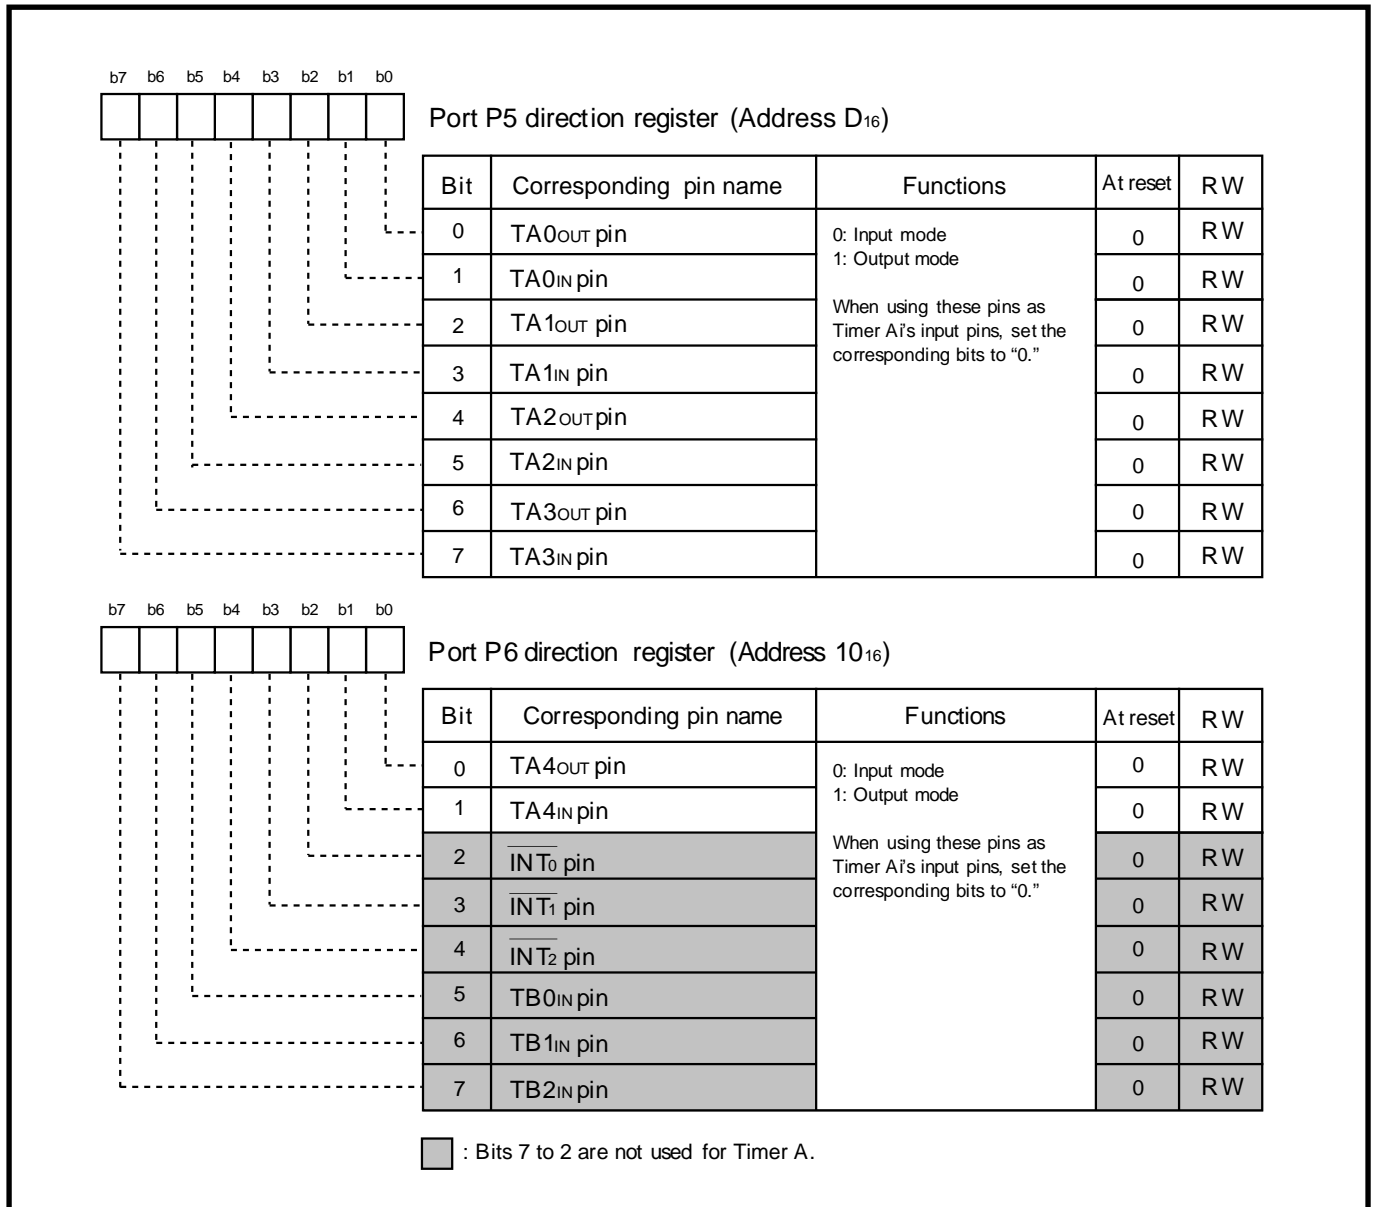 b7 b6 b5 b4 b3 b2 b1 b0
Port P5 direction register (Address D16)
Bit Corresponding pin name Functions At reset RW
0 TA0OUT pin 0: Input mode 0 RW
1: Output mode
1 TA0IN pin 0 RW
When using these pins as
2 TA1OUT pin Timer Ai’s input pins, set the 0 RW
corresponding bits to “0.”
3 TA1IN pin 0 RW
4 TA2OUT pin 0 RW
5 TA2IN pin 0 RW
6 TA3OUT pin 0 RW
7 TA3IN pin 0 RW
b7 b6 b5 b4 b3 b2 b1 b0
Port P6 direction register (Address 1016)
Bit Corresponding pin name Functions At reset RW
0 TA4OUT pin 0: Input mode 0 RW
1: Output mode
1 TA4IN pin 0 RW
When using these pins as
2 INT0 pin Timer Ai’s input pins, set the 0 RW
corresponding bits to “0.”
3 INT1 pin 0 RW
4 INT2 pin 0 RW
5 TB0IN pin 0 RW
6 TB1IN pin 0 RW
7 TB2IN pin 0 RW
: Bits 7 to 2 are not used for Timer A.